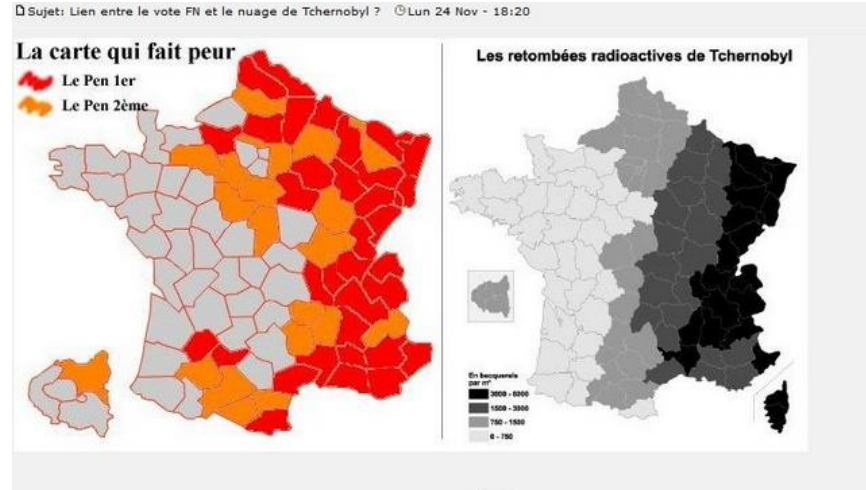 Sujet: Lien entre le vote FN et le nuage de Tchernobyl ? Lun 24 Nov - 18:20
La carte qui fait peur
Le Pen 1er
Le Pen 2ème
Les retombées radioactives de Tchernobyl
En becquerels
par m²
3000 - 6000
1500 - 3000
750 - 1500
0 - 750